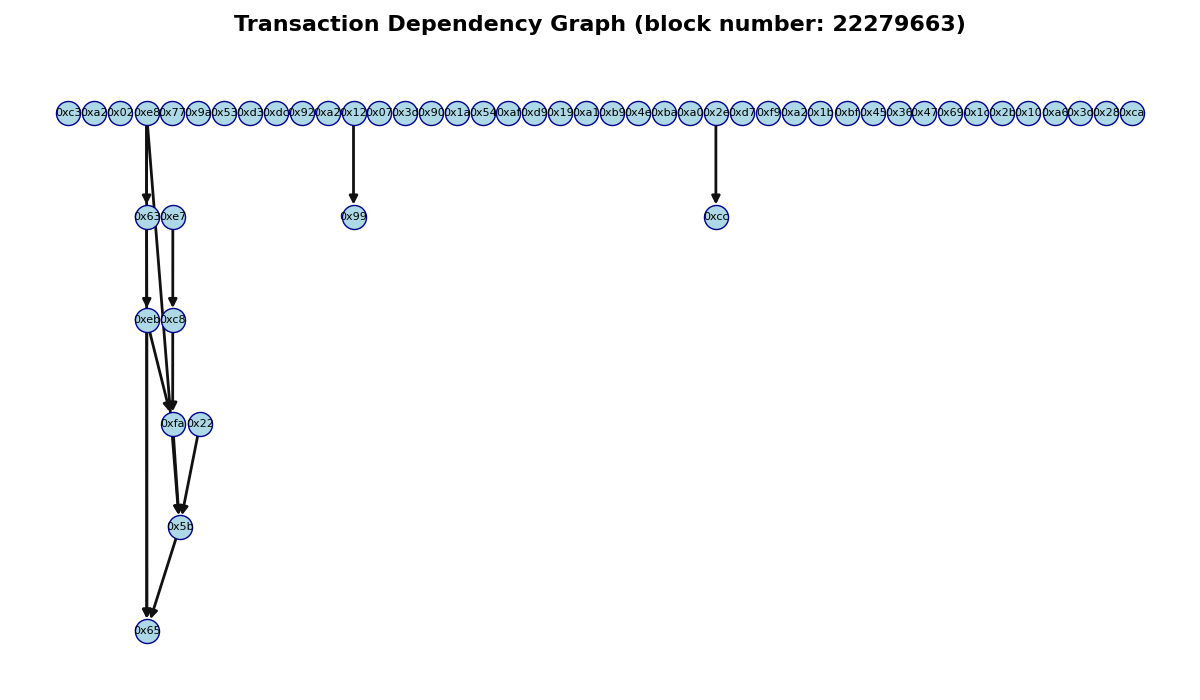 Transaction Dependency Graph (block number: 22279663)
0xc3 0xa2 0x02 0xe8 0x77 0x9a 0x53 0xd3 0xdc 0x92 0xa2 0x12 0x07 0x3d 0x90 0x1a 0x54 0xaf 0xd9 0x19 0xa1 0xb9 0x4e 0xba 0xa0 0x2e 0xd7 0xf9 0xa2 0x1b 0xbf 0x45 0x47 0x69 0x1c 0x2b 0x10 0xa6 0x3d 0x28 0xca
0x63 0xe7 0x99 0xcc
0xeb 0xc8
0xfa 0x22
0x5b
0x65